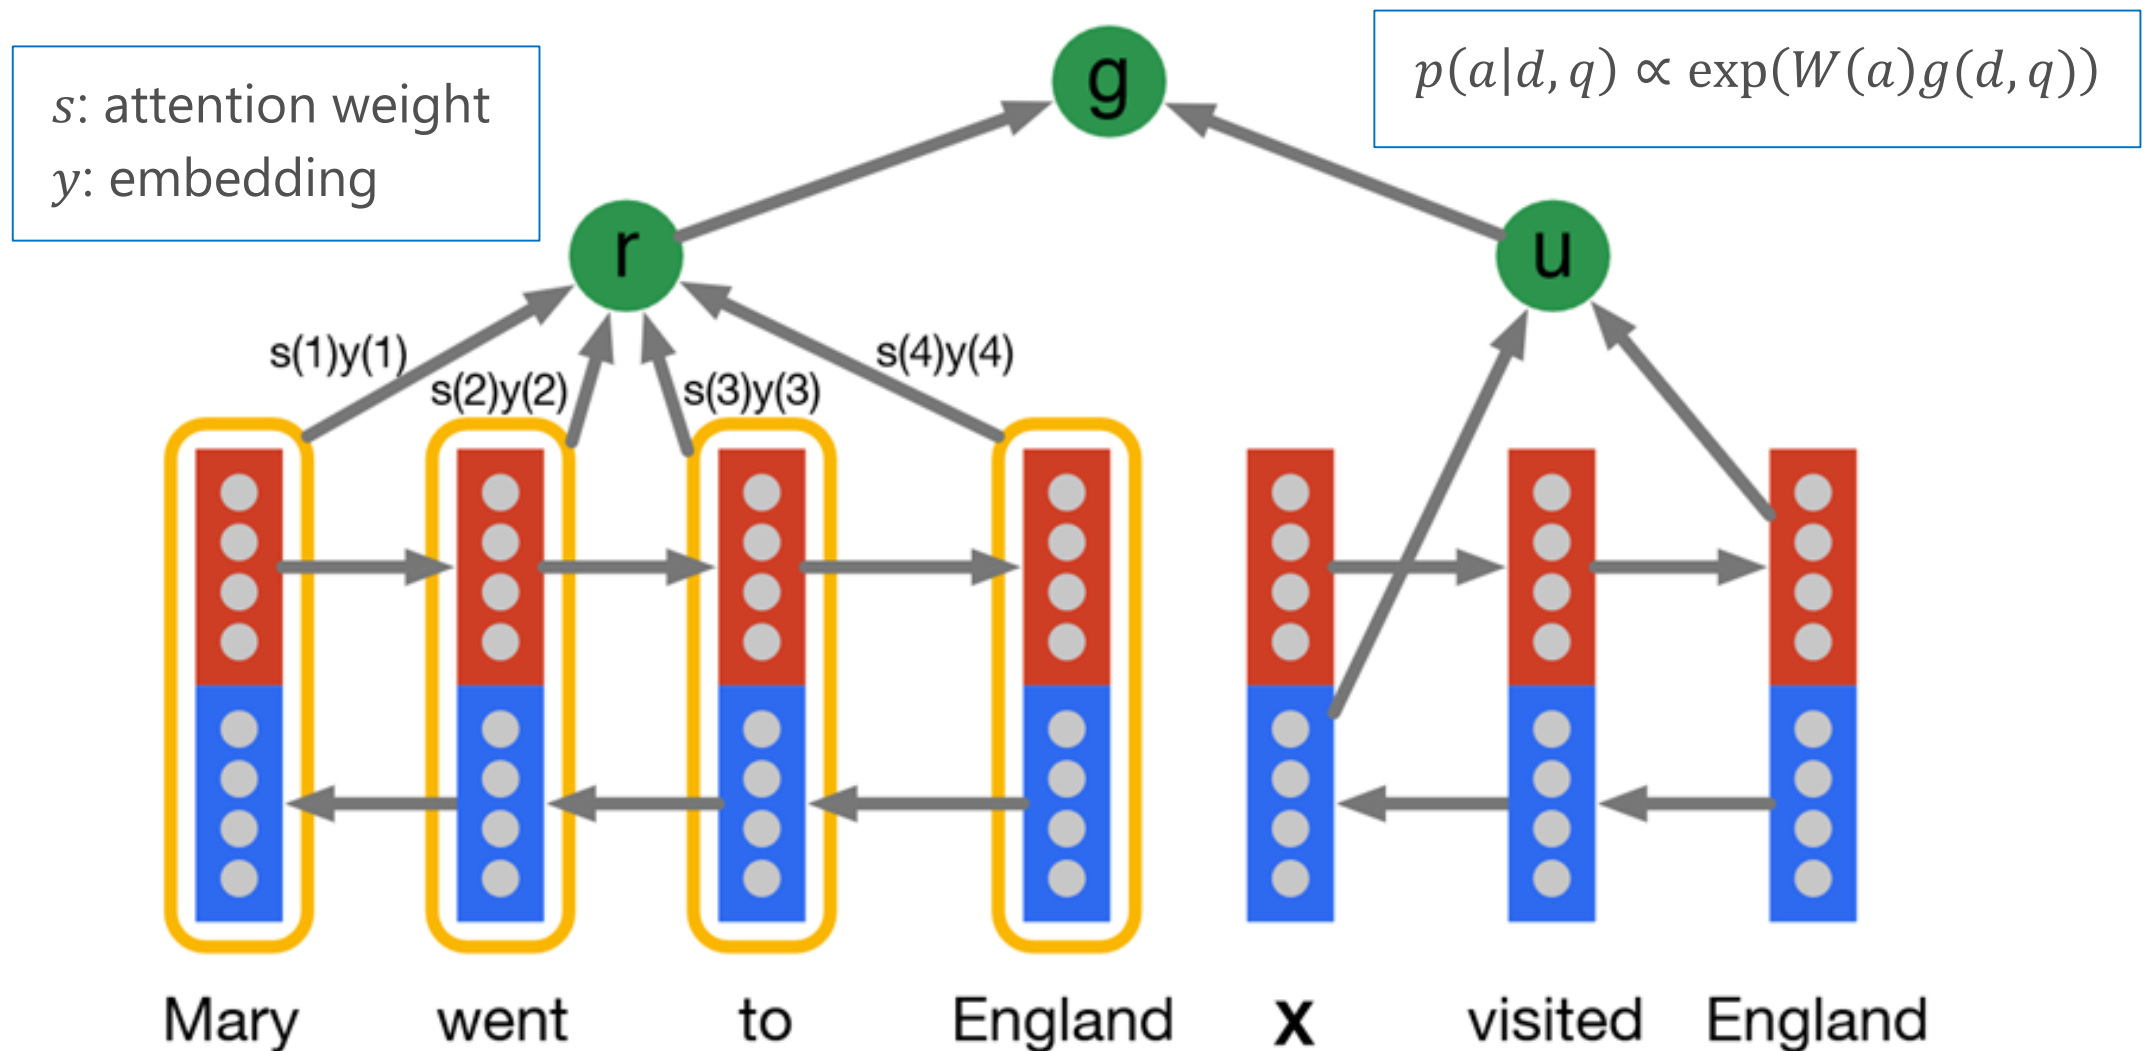 s: attention weight
y: embedding
g
p(a|d, q) ∝ exp(W(a)g(d, q))
r
u
s(1)y(1)
s(2)y(2)
s(3)y(3)
s(4)y(4)
Mary went to England X visited England